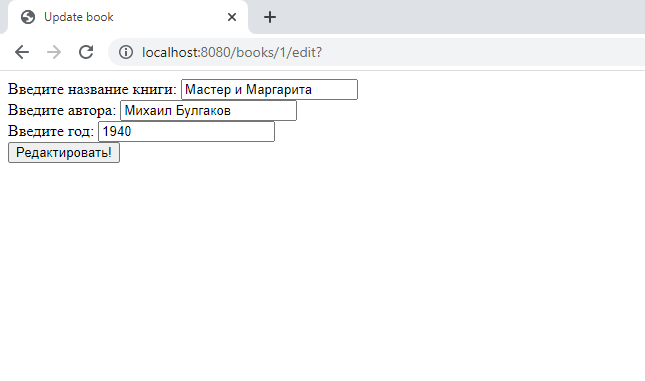 Update book
localhost:8080/books/1/edit?
Введите название книги: Мастер и Маргарита
Введите автора: Михаил Булгаков
Введите год: 1940
Редактировать!